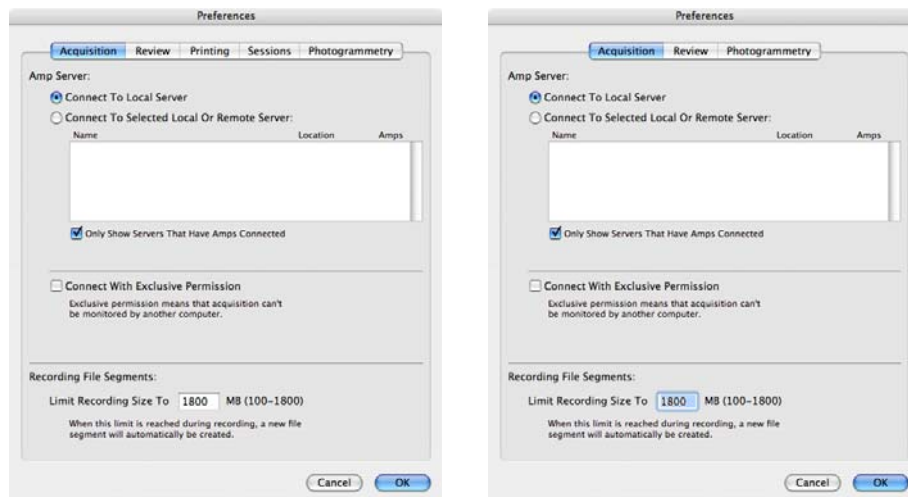 Preferences
Acquisition Review Printing Sessions Photogrammetry
Amp Server:
Connect To Local Server
Connect To Selected Local Or Remote Server:
Name Location Amps
Only Show Servers That Have Amps Connected
Connect With Exclusive Permission
Exclusive permission means that acquisition can't
be monitored by another computer.
Recording File Segments:
Limit Recording Size To 1800 MB (100-1800)
When this limit is reached during recording, a new file
segment will automatically be created.
Cancel OK
Preferences
Acquisition Review Photogrammetry
Amp Server:
Connect To Local Server
Connect To Selected Local Or Remote Server:
Name Location Amps
Only Show Servers That Have Amps Connected
Connect With Exclusive Permission
Exclusive permission means that acquisition can't
be monitored by another computer.
Recording File Segments:
Limit Recording Size To 1800 MB (100-1800)
When this limit is reached during recording, a new file
segment will automatically be created.
Cancel OK